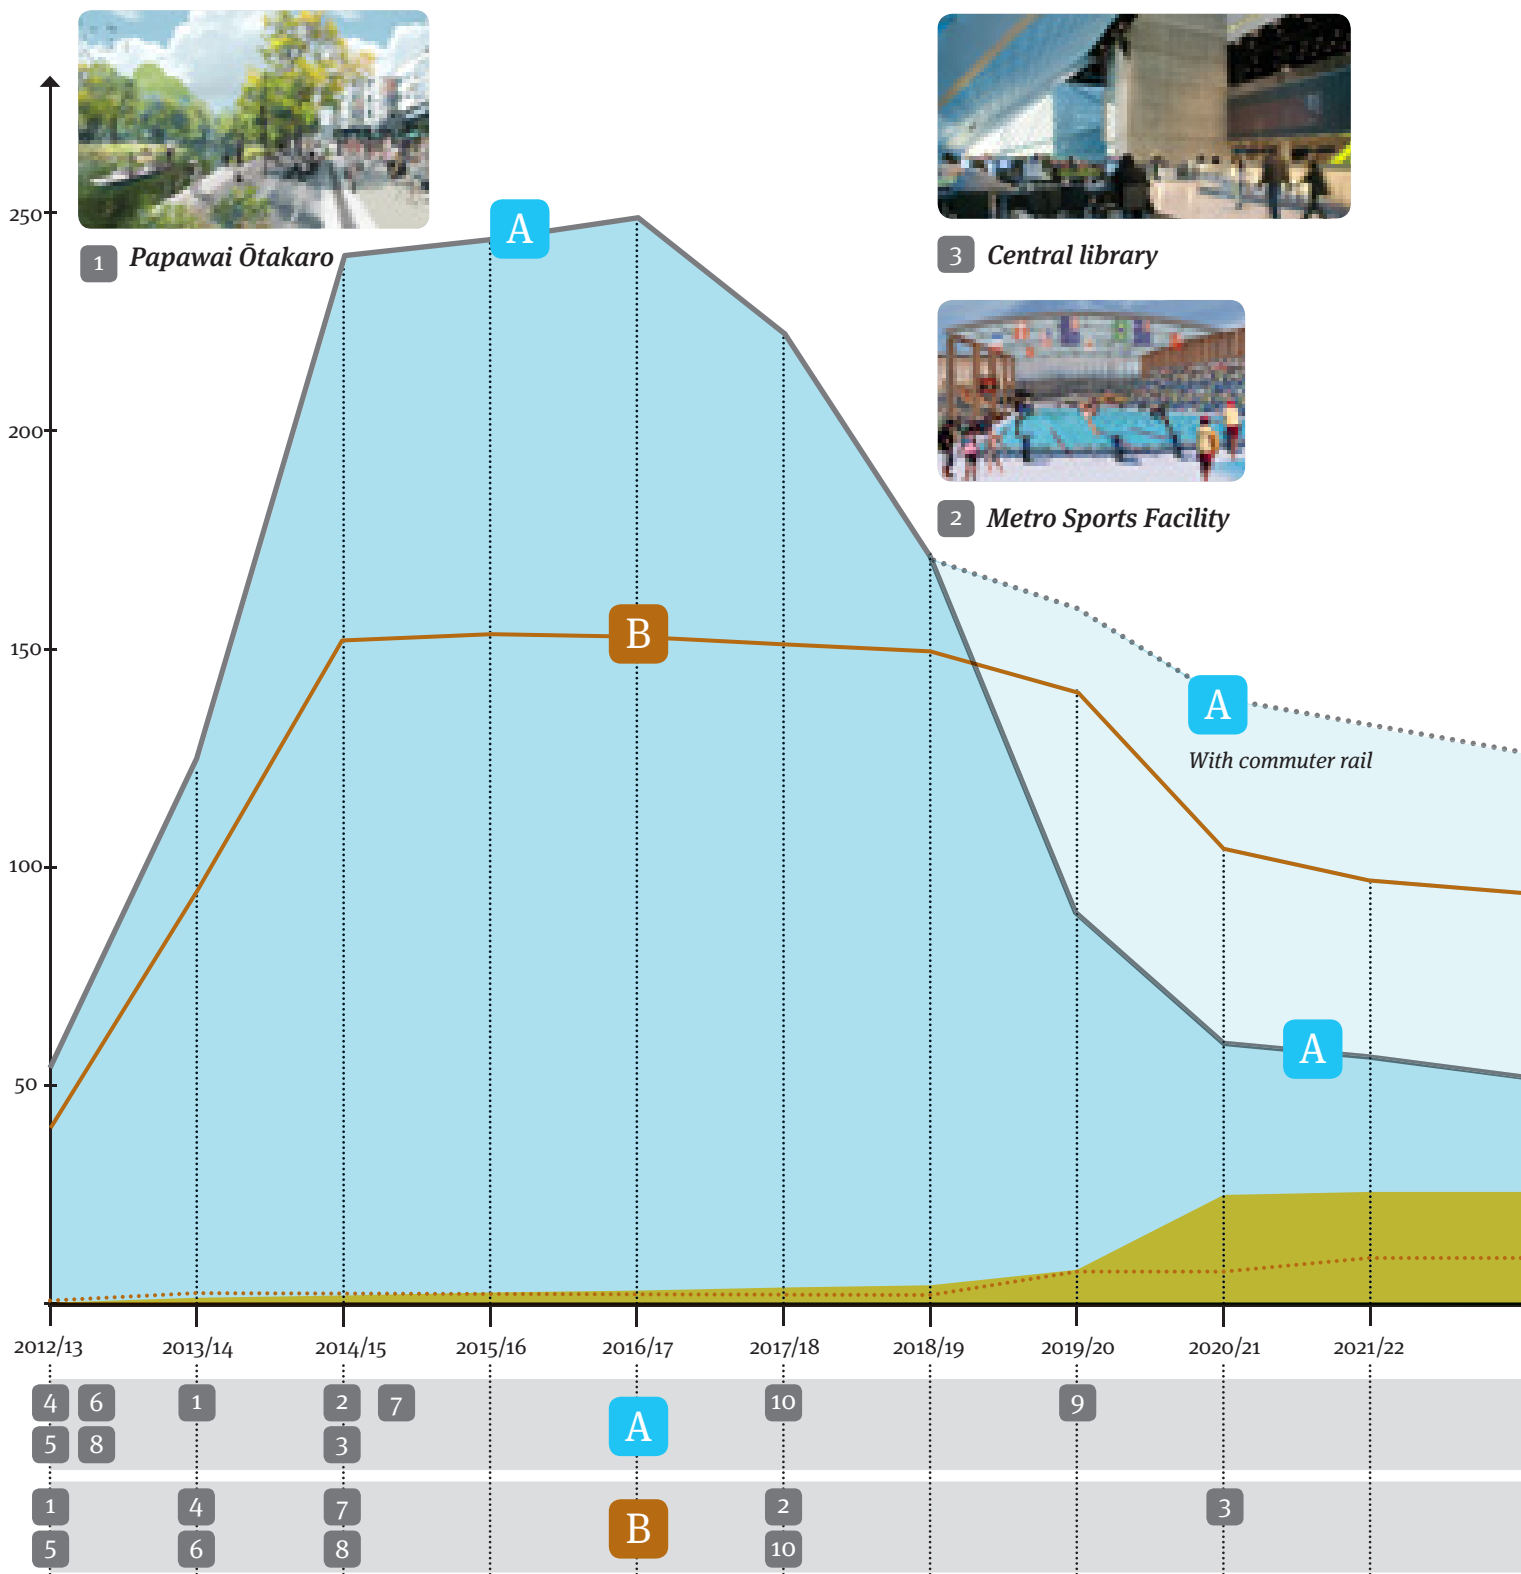 1 Papawai Ōtakaro
3 Central library
2 Metro Sports Facility
250
200
150
100
50
A
B
A
With commuter rail
A
2012/13 2013/14 2014/15 2015/16 2016/17 2017/18 2018/19 2019/20 2020/21 2021/22
4 6 1 2 7 A 10 9
5 8 3
1 4 7 B 2 3
5 6 8 10